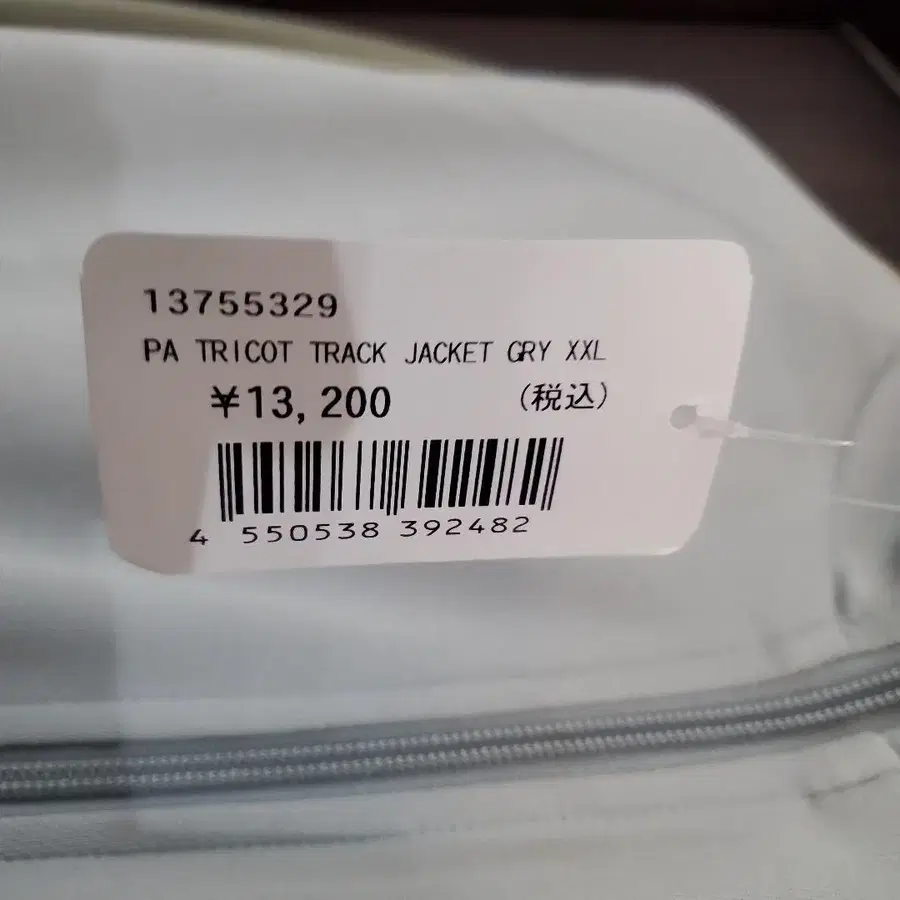 13755329
PA TRICOT TRACK JACKET GRY XXL
¥13,200 (税込)
4 550538 392482